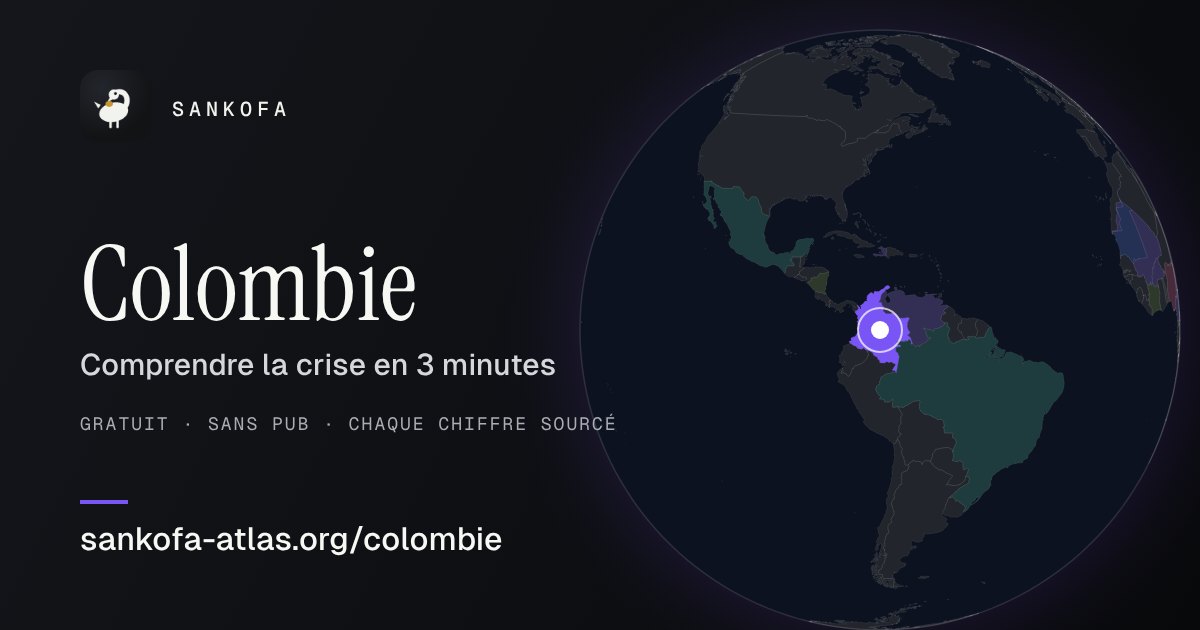 SANKOFA
Colombie
Comprendre la crise en 3 minutes
GRATUIT · SANS PUB · CHAQUE CHIFFRE SOURCÉ
sankofa-atlas.org/colombie